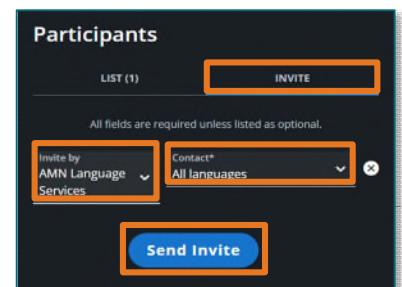 Participants
LIST (1)
INVITE
All fields are required unless listed as optional.
Invite by
AMN Language
Services
Contact*
All languages
Send Invite